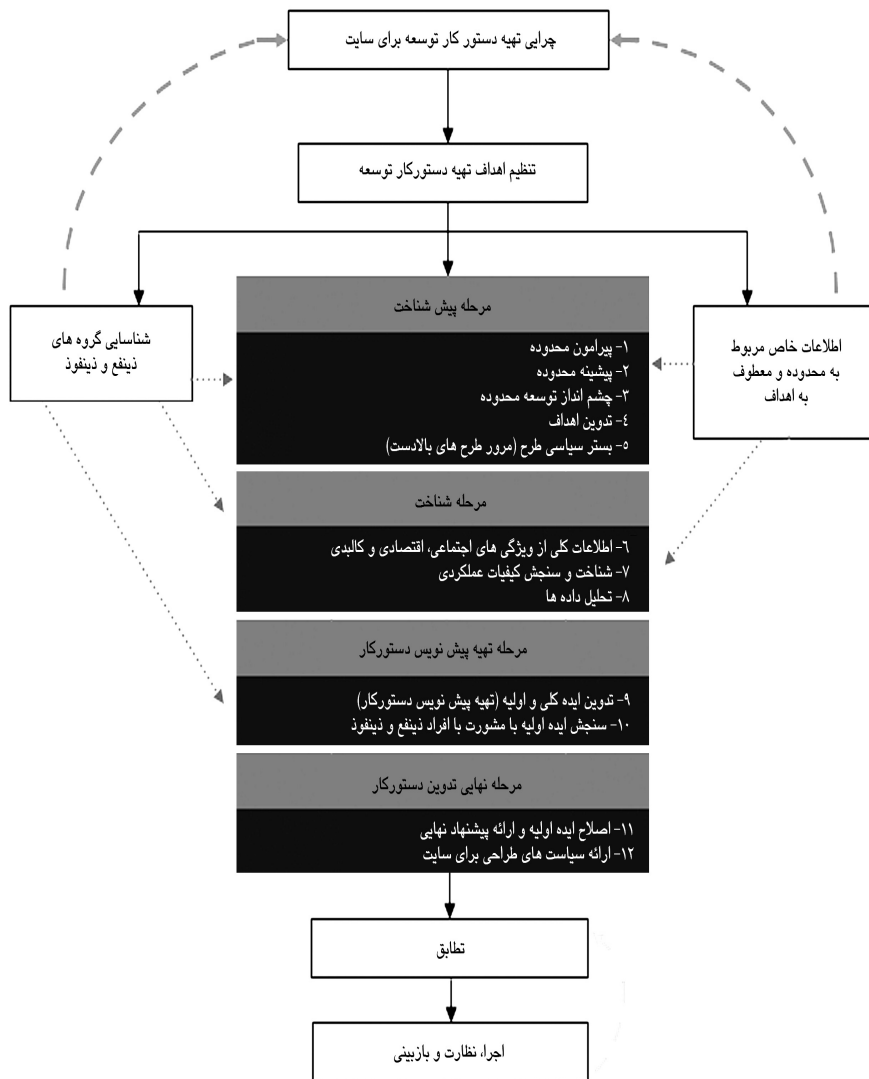 چرایی تهیه دستور کار توسعه برای سایت
تنظیم اهداف تهیه دستورکار توسعه
اطلاعات خاص مربوط
به محدوده و معطوف
به اهداف
مرحله پیش شناخت
۱- پیرامون محدوده
۲- پیشینه محدوده
۳- چشم انداز توسعه محدوده
٤- تدوین اهداف
۵- بستر سیاسی طرح (مرور طرح های بالادست)
شناسایی گروه های
ذینفع و ذینفوذ
مرحله شناخت
٦- اطلاعات کلی از ویژگی های اجتماعی، اقتصادی و کالبدی
۷- شناخت و سنجش کیفیات عملکردی
۸- تحلیل داده ها
مرحله تهیه پیش نویس دستورکار
۹- تدوین ایده کلی و اولیه (تهیه پیش نویس دستورکار)
۱۰- سنجش ایده اولیه با مشورت با افراد ذینفع و ذینفوذ
مرحله نهایی تدوین دستورکار
۱۱- اصلاح ایده اولیه و ارائه پیشنهاد نهایی
۱۲- ارائه سیاست های طراحی برای سایت
تطابق
اجرا، نظارت و بازبینی